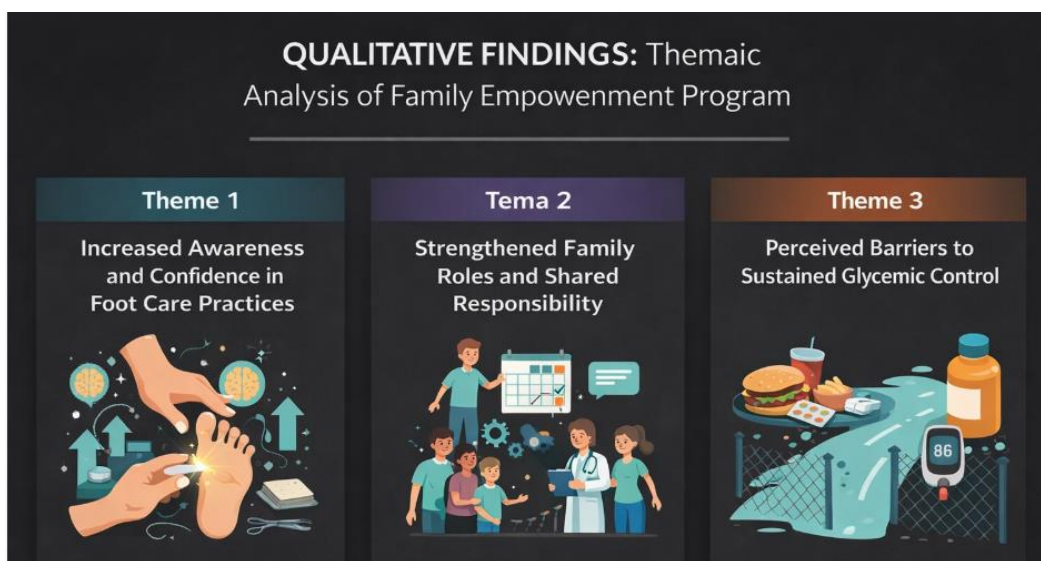 QUALITATIVE FINDINGS: Themaic
Analysis of Family Empowenment Program
Theme 1
Increased Awareness
and Confidence in
Foot Care Practices
Tema 2
Strengthened Family
Roles and Shared
Responsibility
Theme 3
Perceived Barriers to
Sustained Glycemic Control
86